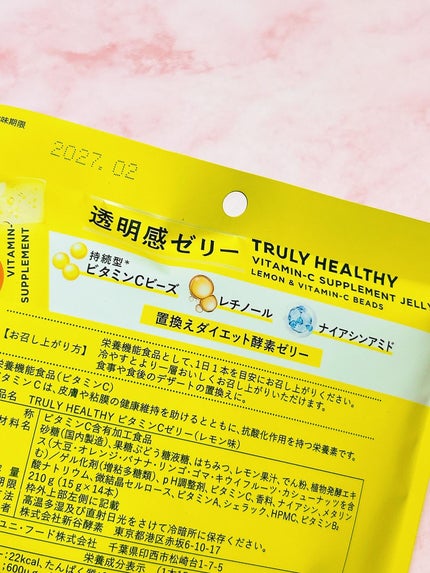 味期限
2027.02
透明感ゼリー
TRULY HEALTHY
VITAMIN-C SUPPLEMENT JELLY
LEMON & VITAMIN-C BEADS
VITAMIN-
SUPPLEMENT
持続型*
ビタミンCビーズ
レチノール
ナイアシンアミド
置換えダイエット酵素ゼリー
【お召し上がり方】
栄養機能食品として、1日1本を目安にお召し上がりください。
冷やすとより一層おいしくお召し上がりいただけます。
食事や食後のデザートの置換えに。
栄養機能食品(ビタミンC)
ビタミンCは、皮膚や粘膜の健康維持を助けるとともに、抗酸化作用を持つ栄養素です。
品名 TRULY HEALTHY ビタミンCゼリー(レモン味)
称 ビタミンC含有加工食品
材料名 砂糖(国内製造)、果糖ぶどう糖液糖、はちみつ、レモン果汁、でん粉、植物発酵エキ
ス(大豆・オレンジ・バナナ・リンゴ・ゴマ・キウイフルーツ・カシューナッツを含
む)/ゲル化剤(増粘多糖類)、pH調整剤、ビタミンC、香料、ナイアシン、メタリン
酸ナトリウム、微結晶セルロース、ビタミンA、シェラック、HPMC、ビタミンB₂
量 210g(15g×14本)
期限 枠外上部左側に記載
方法 高温多湿及び直射日光をさけて冷暗所に保存ください。
者 株式会社新谷酵素 東京都港区赤坂6-10-17
ユニ・フード株式会社 千葉県印西市松崎台1-7-5
栄養成分表示
:22kcal、たんぱく質
:600μg